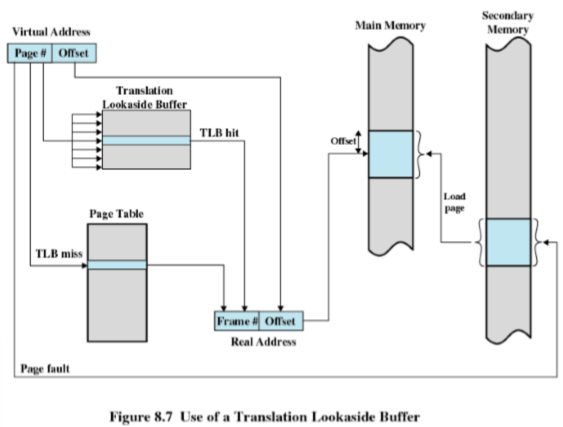 Virtual Address
Page # Offset
Translation
Lookaside Buffer
TLB hit
Page Table
TLB miss
Frame # Offset
Real Address
Page fault
Main Memory
Offset
Secondary
Memory
Load
page
Figure 8.7 Use of a Translation Lookaside Buffer